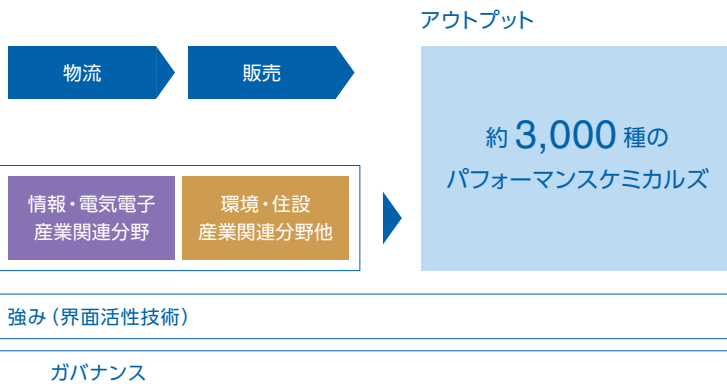 アウトプット
物流
販売
約3,000種の
パフォーマンスケミカルズ
情報・電気電子
産業関連分野
環境・住設
産業関連分野他
強み(界面活性技術)
ガバナンス